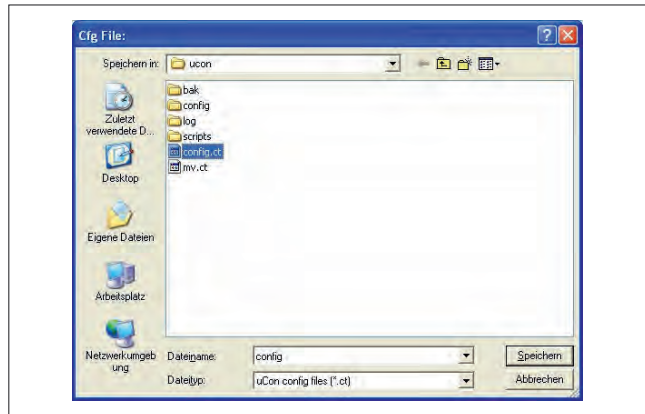 Cfg File:
Speichern in: ucon
Zuletzt
verwendete D...
Desktop
Eigene Dateien
Arbeitsplatz
Netzwerkumgeb
ung
bak
config
log
scripts
config.ct
mv.ct
Dateiname: config
Speichern
Dateityp: uCon config files (*.ct)
Abbrechen